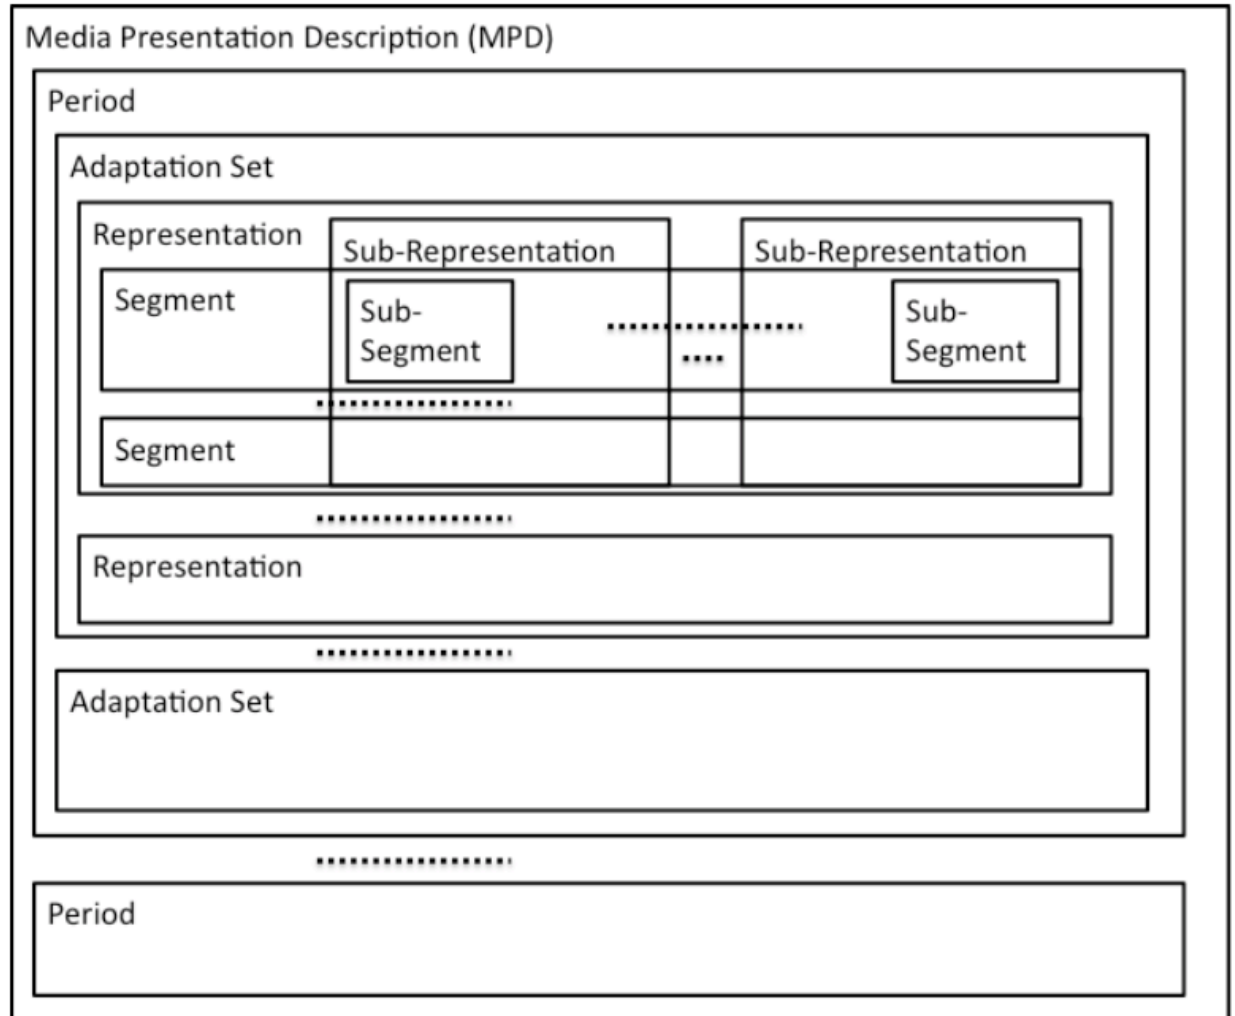 Media Presentation Description (MPD)
Period
Adaptation Set
Representation
Sub-Representation
Sub-Representation
Segment
Sub-
Segment
Sub-
Segment
Segment
Representation
Adaptation Set
Period